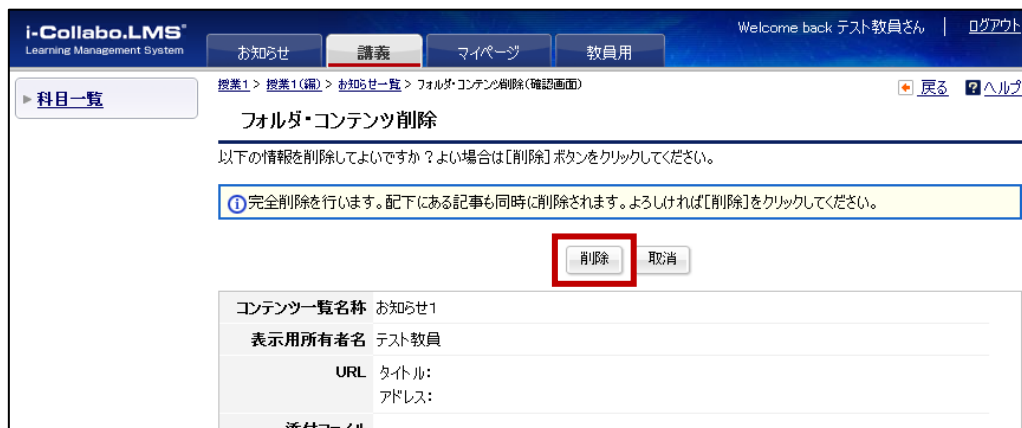 i-Collabo.LMS
Learning Management System
Welcome back テスト教員さん | ログアウト
お知らせ 講義 マイページ 教員用
科目一覧
授業1 > 授業1(編) > お知らせ一覧 > フォルダ・コンテンツ削除(確認画面)
戻る ?ヘルプ
フォルダ・コンテンツ削除
以下の情報を削除してよいですか？よい場合は[削除]ボタンをクリックしてください。
完全削除を行います。配下にある記事も同時に削除されます。よろしければ[削除]をクリックしてください。
削除 取消
コンテンツ一覧名称 お知らせ1
表示用所有者名 テスト教員
URL タイトル：
アドレス：
添付ファイル